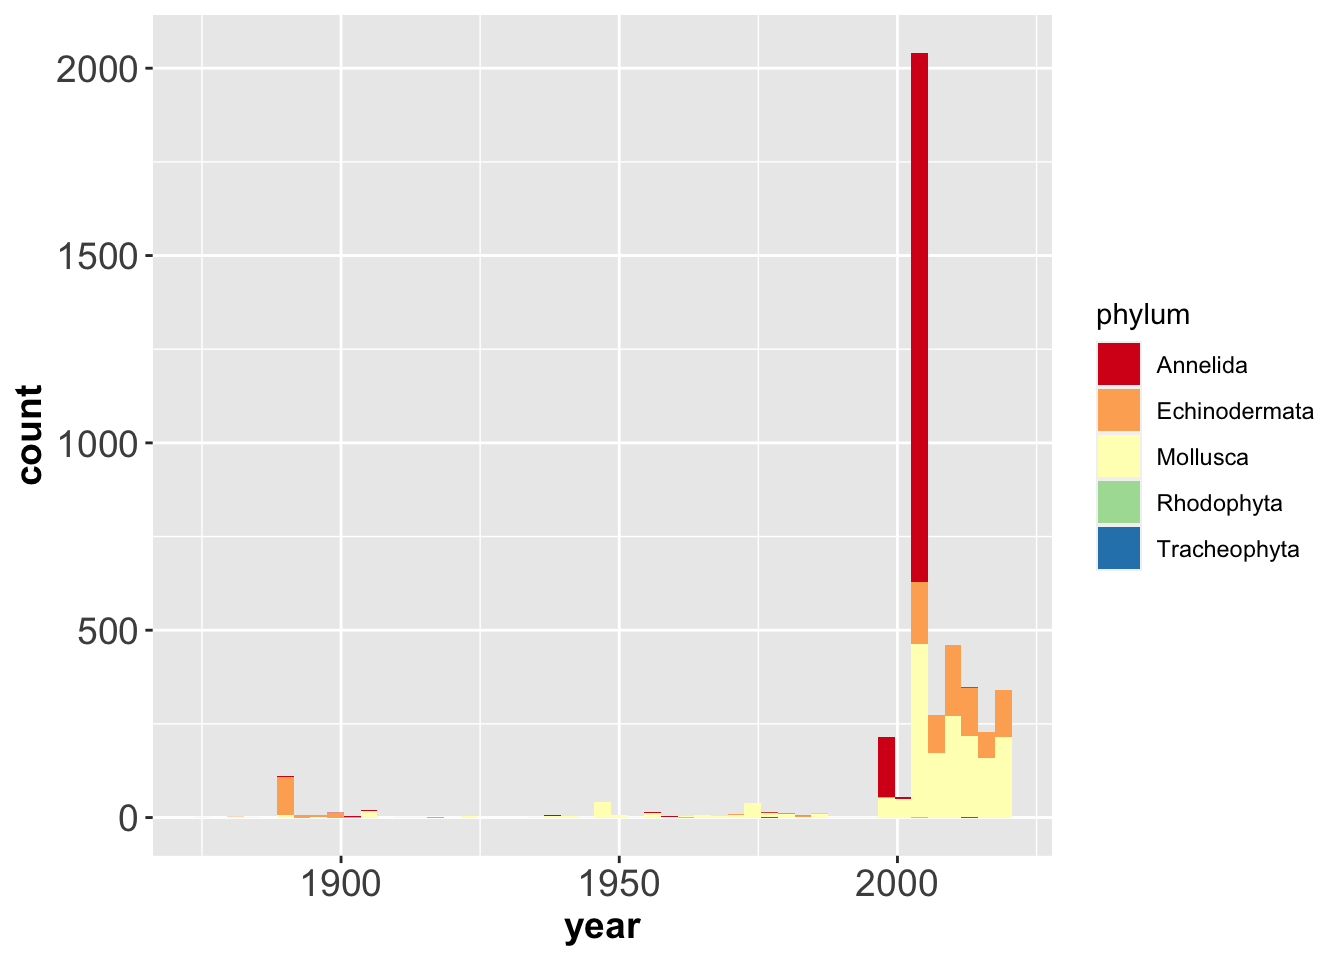 2000
1500
1000
500
0
count
1900 1950 2000
year
phylum
Annelida
Echinodermata
Mollusca
Rhodophyta
Tracheophyta